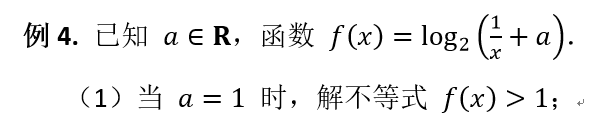 例 4. 已知 a ∈ R，函数 f(x) = log₂(1/x + a).
（1）当 a = 1 时，解不等式 f(x) > 1；